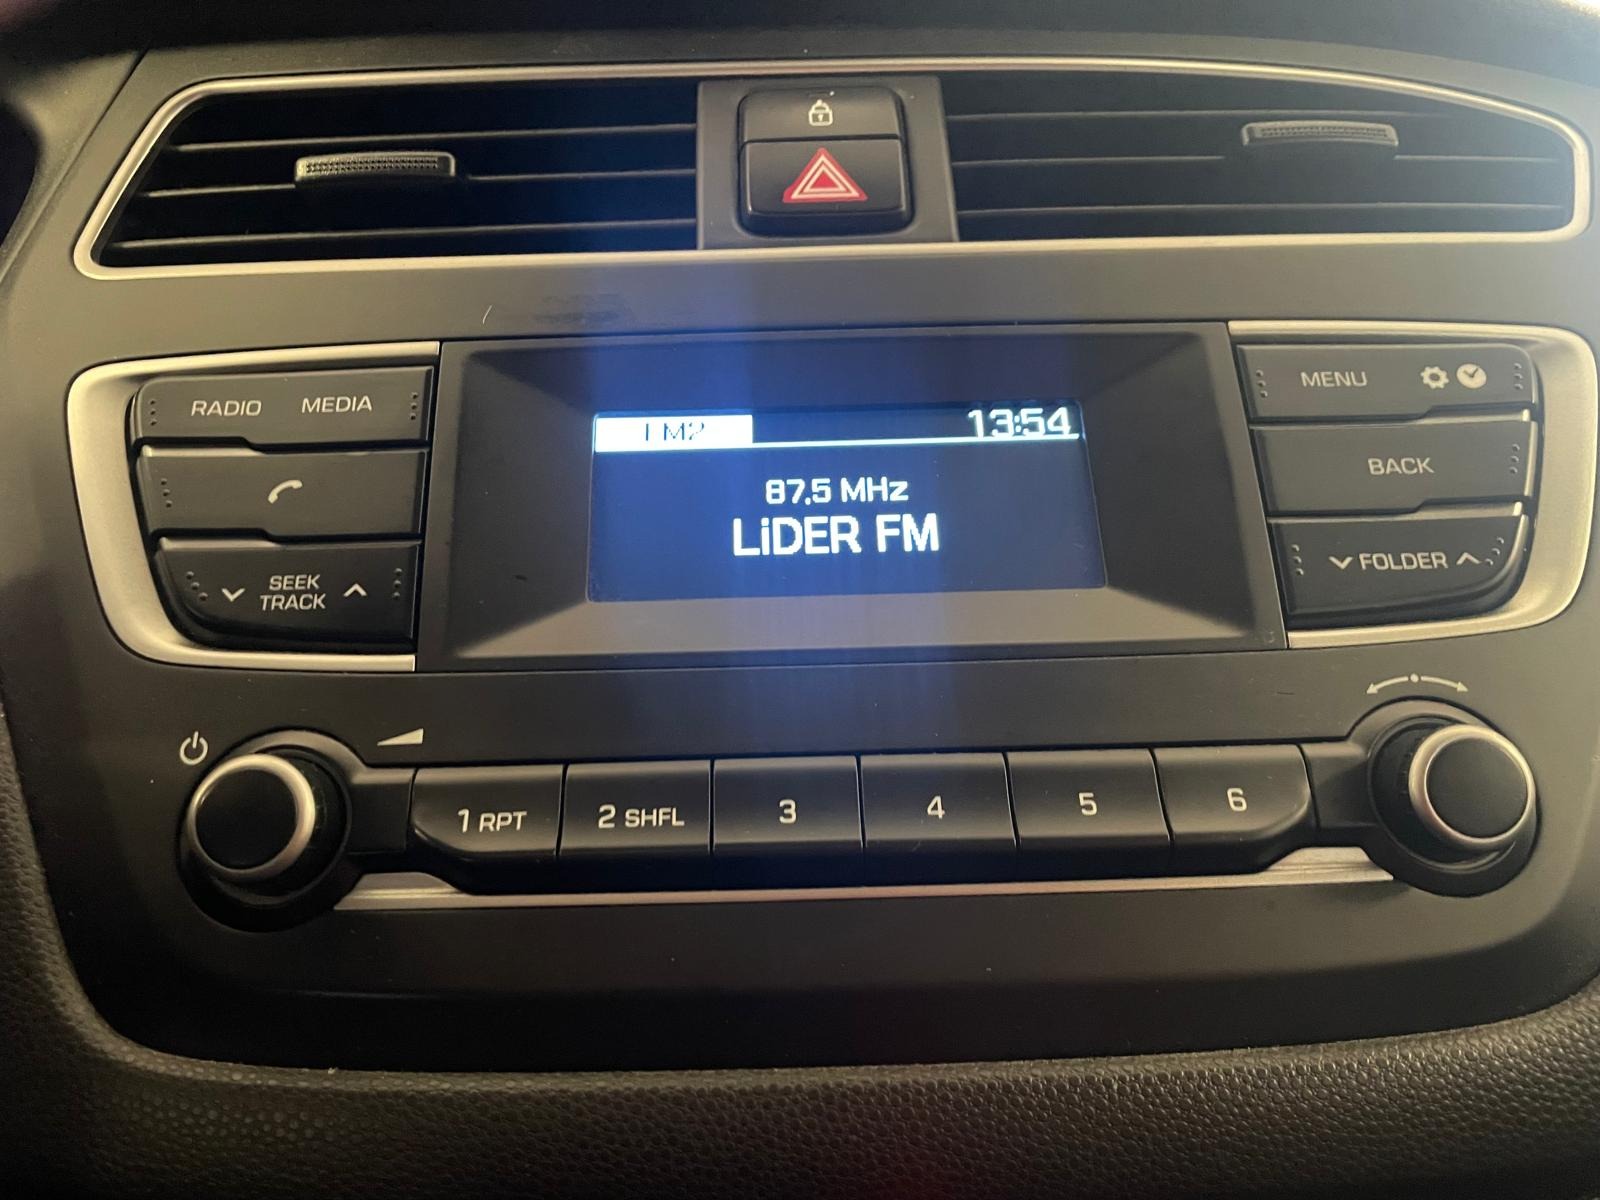 RADIO MEDIA
SEEK
TRACK
FM2 13:54
87.5 MHz
LiDER FM
MENU
BACK
FOLDER
1 RPT 2 SHFL 3 4 5 6